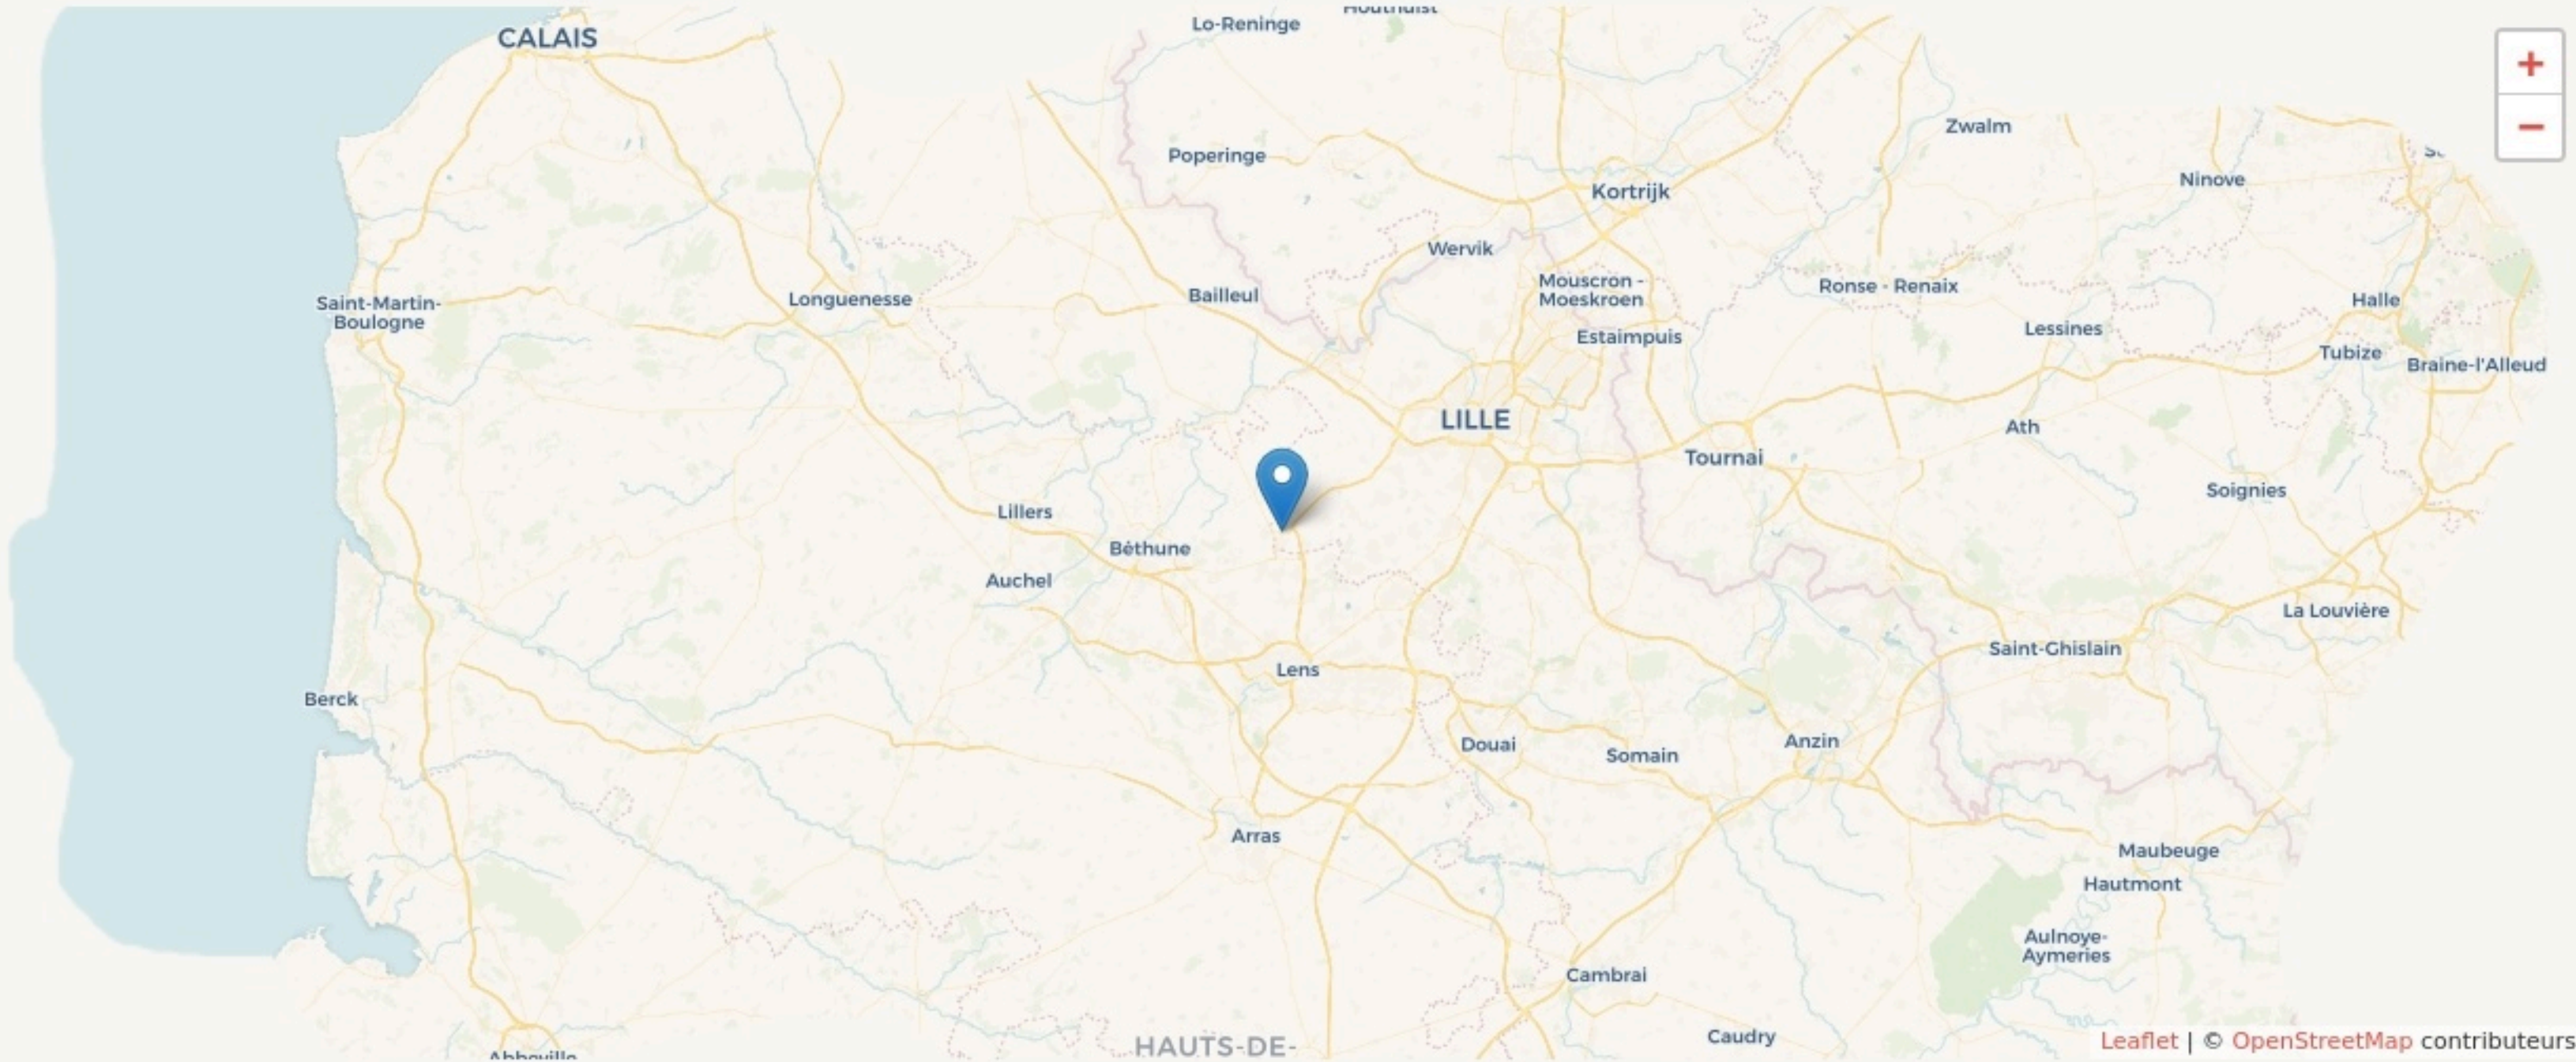 Houthulst
Lo-Reninge
CALAIS
+
−
Zwalm
Poperinge
Ninove
Kortrijk
Wervik
Mouscron -
Moeskroen
Ronse - Renaix
Bailleul
Longuenesse
Halle
Saint-Martin-
Boulogne
Lessines
Estaimpuis
Tubize
Braine-l'Alleud
LILLE
Ath
Tournai
Soignies
Lillers
Béthune
Auchel
La Louvière
Saint-Ghislain
Lens
Berck
Anzin
Douai
Somain
Arras
Maubeuge
Hautmont
Aulnoye-
Aymeries
Cambrai
Caudry
HAUTS-DE-
Abbeville
Leaflet | © OpenStreetMap contributeurs